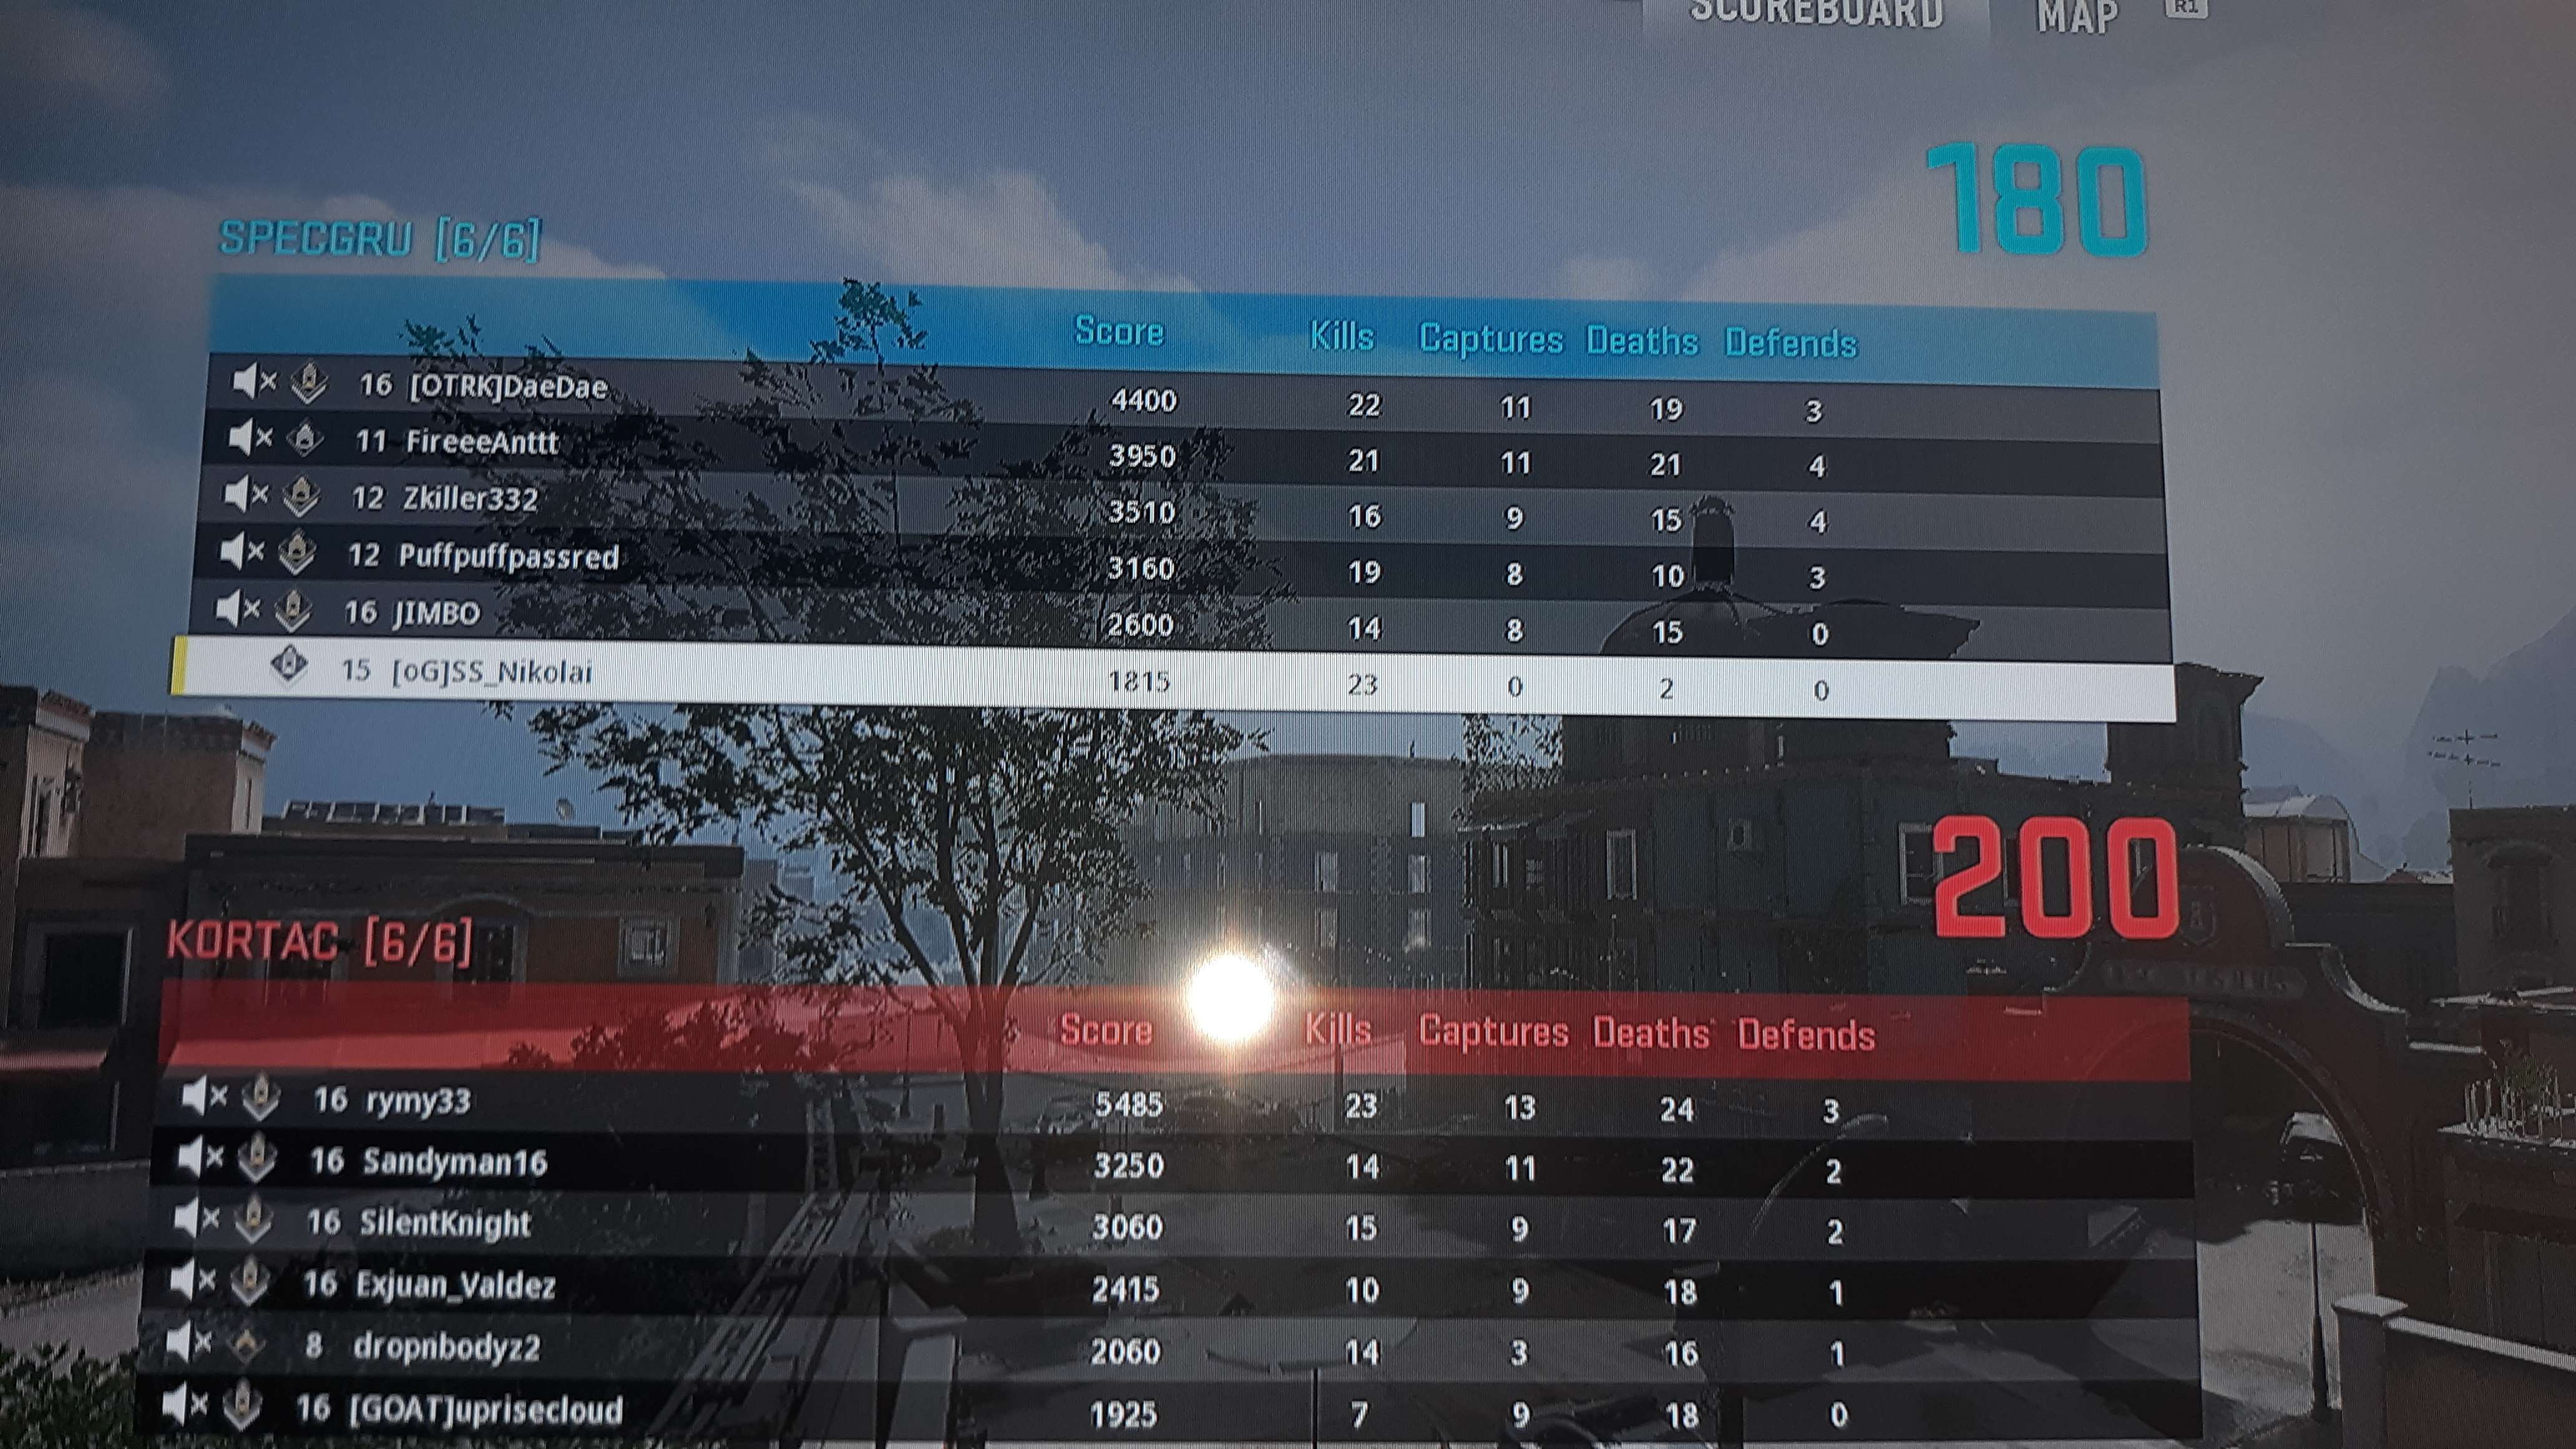 SCOREBOARD MAP R1
180
SPECGRU [6/6]
Score Kills Captures Deaths Defends
16 [OTRK]DaeDae 4400 22 11 19 3
11 FireeeAnttt 3950 21 11 21 4
12 Zkiller332 3510 16 9 15 4
12 Puffpuffpassred 3160 19 8 10 3
16 JIMBO 2600 14 8 15 0
15 [oG]SS_Nikolai 1815 23 0 2 0
200
KORTAC [6/6]
Score Kills Captures Deaths Defends
16 rymy33 5485 23 13 24 3
16 Sandyman16 3250 14 11 22 2
16 SilentKnight 3060 15 9 17 2
16 Exjuan_Valdez 2415 10 9 18 1
8 dropnbodyz2 2060 14 3 16 1
16 [GOAT]uprisecloud 1925 7 9 18 0